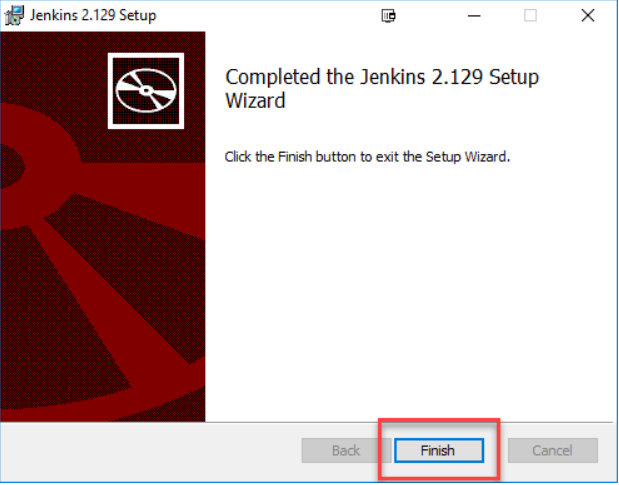 Jenkins 2.129 Setup
Completed the Jenkins 2.129 Setup
Wizard
Click the Finish button to exit the Setup Wizard.
Back Finish Cancel